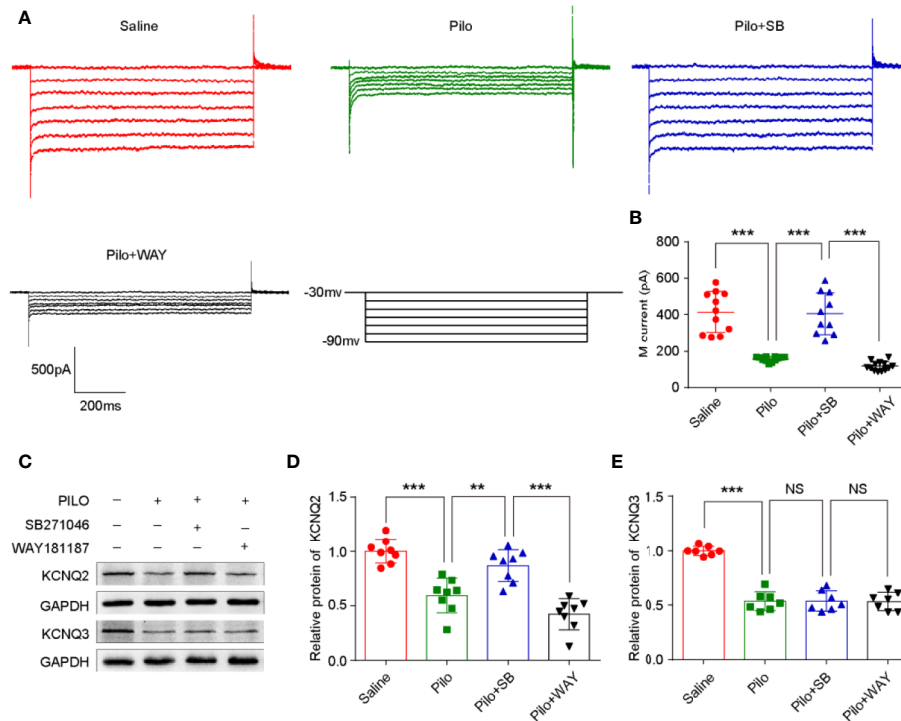 A
Saline
Pilo
Pilo+SB
Pilo+WAY
-30mv
-90mv
500pA
200ms
B
*** *** ***
M current (pA)
800
600
400
200
0
Saline
Pilo
Pilo+SB
Pilo+WAY
C
PILO – + + +
SB271046 – – + –
WAY181187 – – – +
KCNQ2
GAPDH
KCNQ3
GAPDH
D
*** ** ***
Relative protein of KCNQ2
1.5
1.0
0.5
0.0
Saline
Pilo
Pilo+SB
Pilo+WAY
E
*** NS NS
Relative protein of KCNQ3
1.5
1.0
0.5
0.0
Saline
Pilo
Pilo+SB
Pilo+WAY